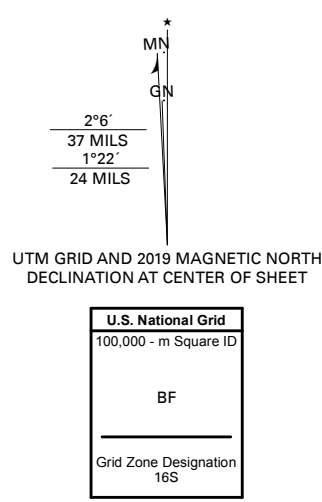 MN
GN
2°6´
37 MILS
1°22´
24 MILS
UTM GRID AND 2019 MAGNETIC NORTH
DECLINATION AT CENTER OF SHEET
U.S. National Grid
100,000 - m Square ID
BF
Grid Zone Designation
16S